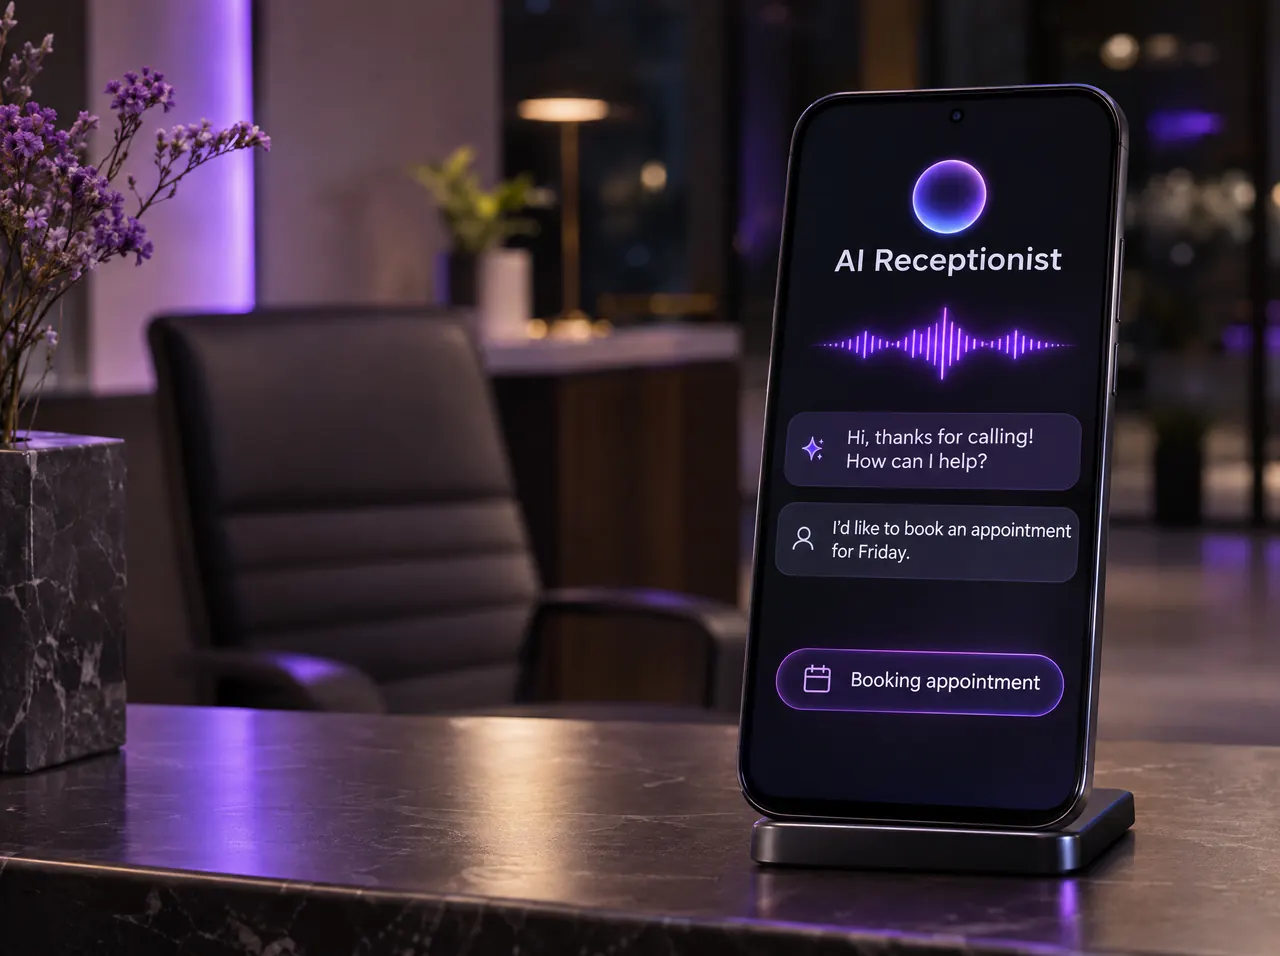 AI Receptionist
Hi, thanks for calling!
How can I help?
I'd like to book an appointment
for Friday.
Booking appointment